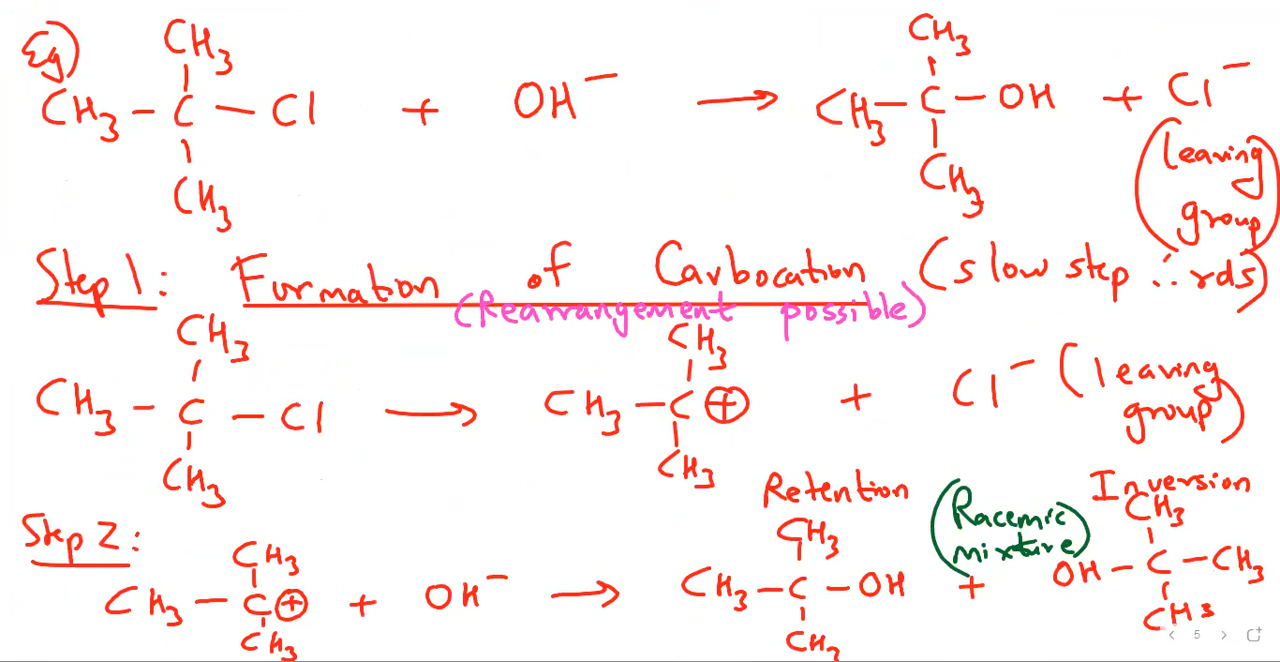 Eg)
CH3 CH3
CH3 - C - Cl + OH⁻ → CH3 - C - OH + Cl⁻
CH3 CH3
(leaving group)
Step 1: Formation of Carbocation (slow step ∴ rds)
(Rearrangement possible)
CH3 CH3
CH3 - C - Cl → CH3 - C ⊕ + Cl⁻ (leaving group)
CH3 CH3
Retention (Racemic mixture) Inversion
Step 2:
CH3 CH3 CH3
CH3 - C ⊕ + OH⁻ → CH3 - C - OH + OH - C - CH3
CH3 CH3 CH3
< 5 >